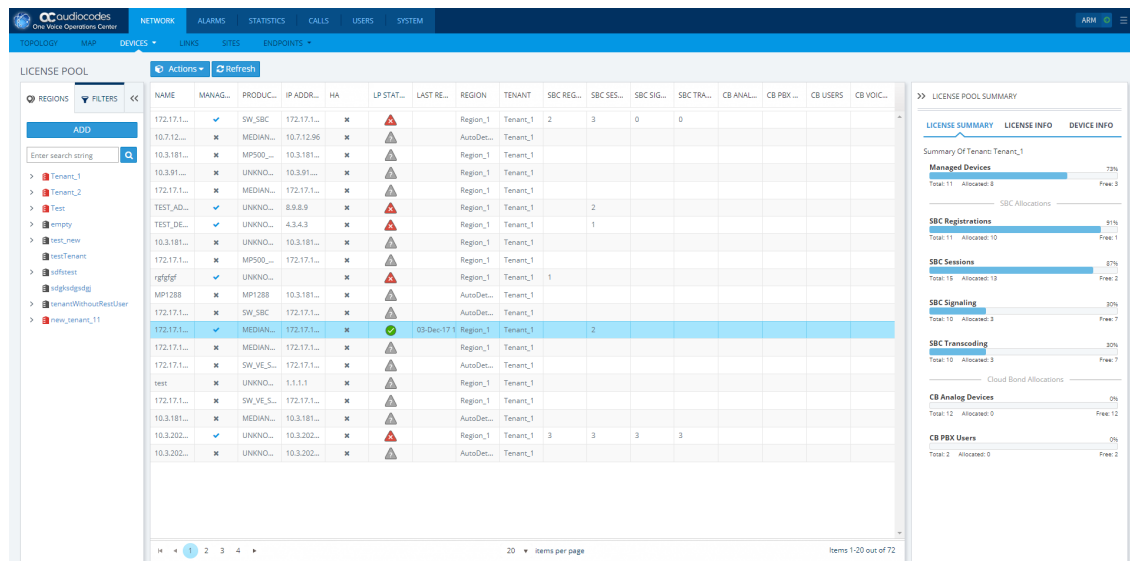 audiocodes
One Voice Operations Center
NETWORK ALARMS STATISTICS CALLS USERS SYSTEM ARM
TOPOLOGY MAP DEVICES LINKS SITES ENDPOINTS
LICENSE POOL Actions Refresh
REGIONS FILTERS
ADD
Enter search string
Tenant_1
Tenant_2
Test
empty
test_new
testTenant
sdfstest
sdgksdgsdgj
tenantWithoutRestUser
new_tenant_11
NAME MANAG... PRODUC... IP ADDR... HA LP STAT... LAST RE... REGION TENANT SBC REG... SBC SES... SBC SIG... SBC TRA... CB ANAL... CB PBX ... CB USERS CB VOIC...
172.17.1... SW_SBC 172.17.1... Region_1 Tenant_1 2 3 0 0
10.7.12.... MEDIAN... 10.7.12.96 AutoDet... Tenant_1
10.3.181... MP500_... 10.3.181... Region_1 Tenant_1
10.3.91.... UNKNO... 10.3.91.... Region_1 Tenant_1
172.17.1... MEDIAN... 172.17.1... Region_1 Tenant_1
TEST_AD... UNKNO... 8.9.8.9 Region_1 Tenant_1 2
TEST_DE... UNKNO... 4.3.4.3 Region_1 Tenant_1 1
10.3.181... UNKNO... 10.3.181... Region_1 Tenant_1
172.17.1... MP500_... 172.17.1... Region_1 Tenant_1
rgfgfgf UNKNO... Region_1 Tenant_1 1
MP1288 MP1288 10.3.181... AutoDet... Tenant_1
172.17.1... SW_SBC 172.17.1... AutoDet... Tenant_1
172.17.1... MEDIAN... 172.17.1... 03-Dec-17 1 Region_1 Tenant_1 2
172.17.1... MEDIAN... 172.17.1... Region_1 Tenant_1
172.17.1... SW_VE_S... 172.17.1... AutoDet... Tenant_1
test UNKNO... 1.1.1.1 Region_1 Tenant_1
172.17.1... SW_VE_S... 172.17.1... Region_1 Tenant_1
10.3.181... MEDIAN... 10.3.181... AutoDet... Tenant_1
10.3.202... UNKNO... 10.3.202... Region_1 Tenant_1 3 3 3 3
10.3.202... UNKNO... 10.3.202... AutoDet... Tenant_1
1 2 3 4 20 items per page Items 1-20 out of 72
LICENSE POOL SUMMARY
LICENSE SUMMARY LICENSE INFO DEVICE INFO
Summary Of Tenant: Tenant_1
Managed Devices 73%
Total: 11 Allocated: 8 Free: 3
SBC Allocations
SBC Registrations 91%
Total: 11 Allocated: 10 Free: 1
SBC Sessions 87%
Total: 15 Allocated: 13 Free: 2
SBC Signaling 30%
Total: 10 Allocated: 3 Free: 7
SBC Transcoding 30%
Total: 10 Allocated: 3 Free: 7
Cloud Bond Allocations
CB Analog Devices 0%
Total: 12 Allocated: 0 Free: 12
CB PBX Users 0%
Total: 2 Allocated: 0 Free: 2